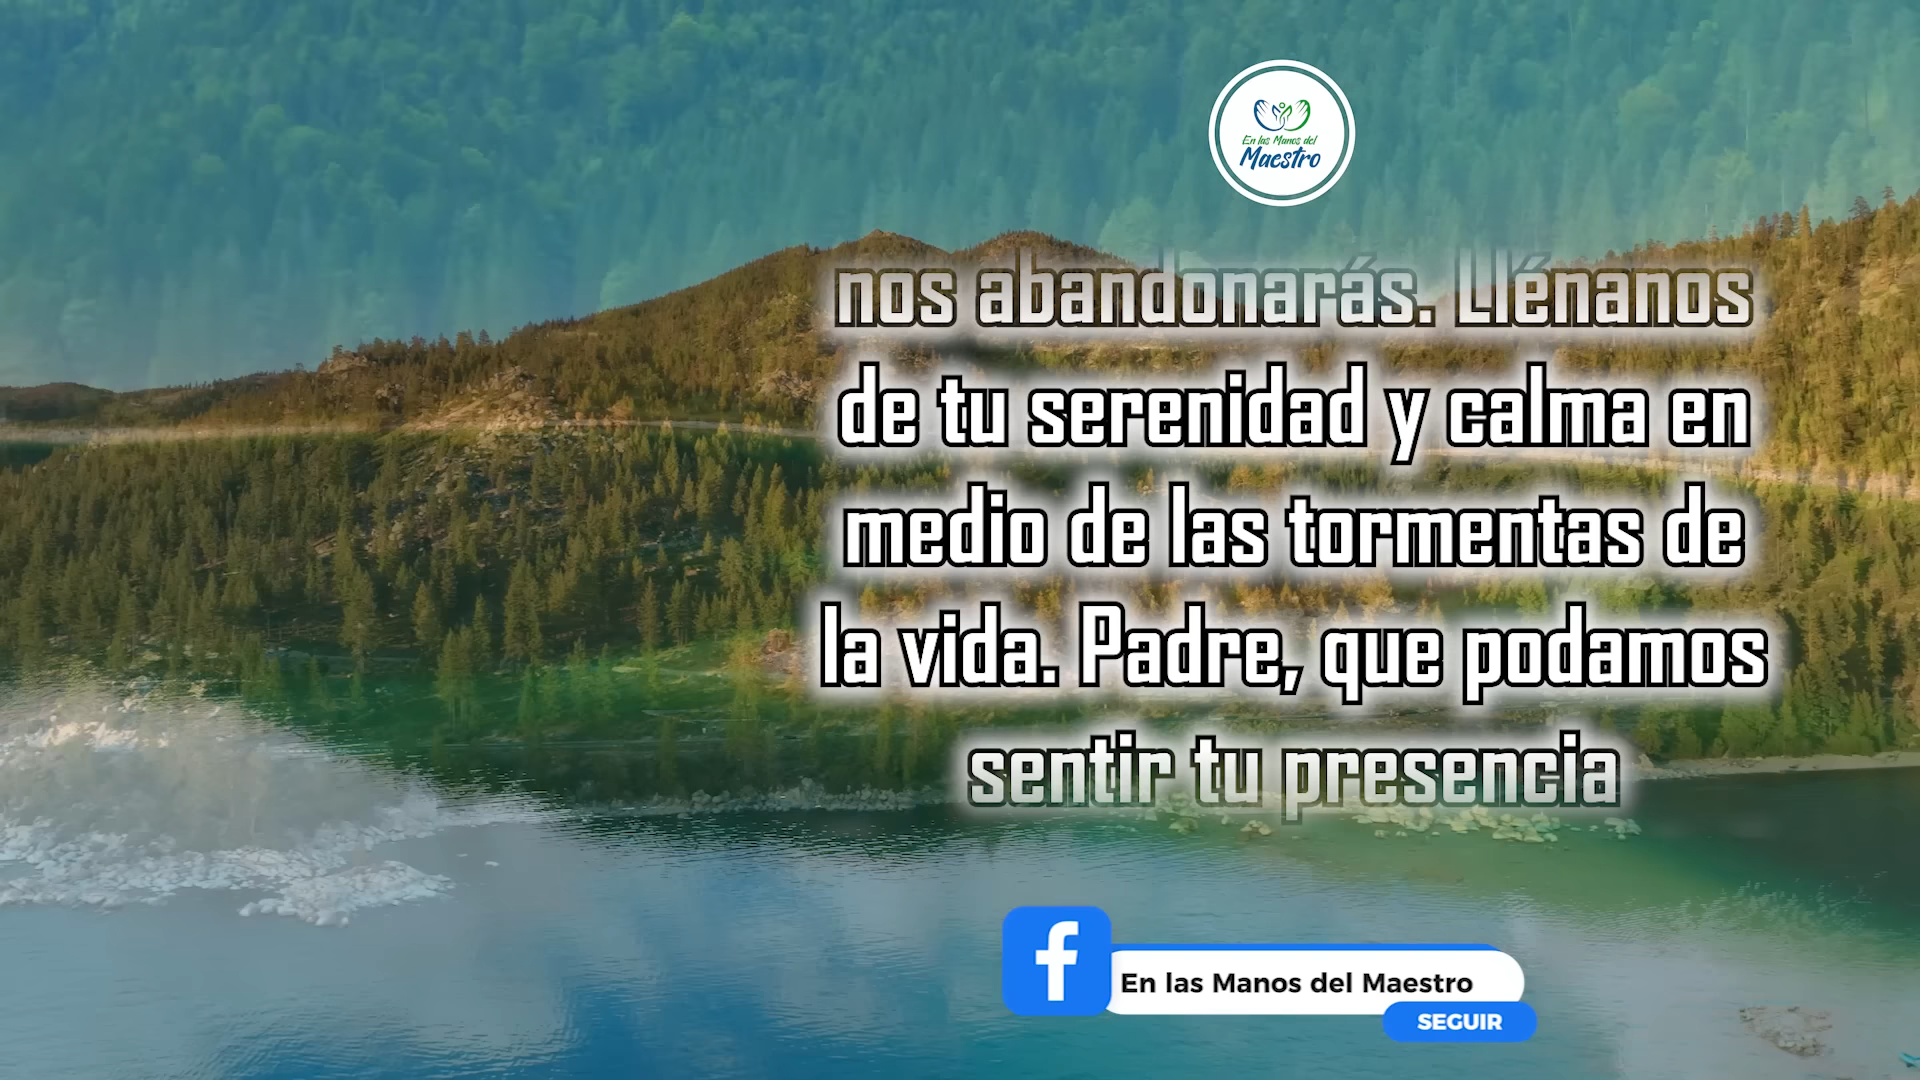 En las Manos del
Maestro
nos abandonarás. Llénanos
de tu serenidad y calma en
medio de las tormentas de
la vida. Padre, que podamos
sentir tu presencia
En las Manos del Maestro
SEGUIR